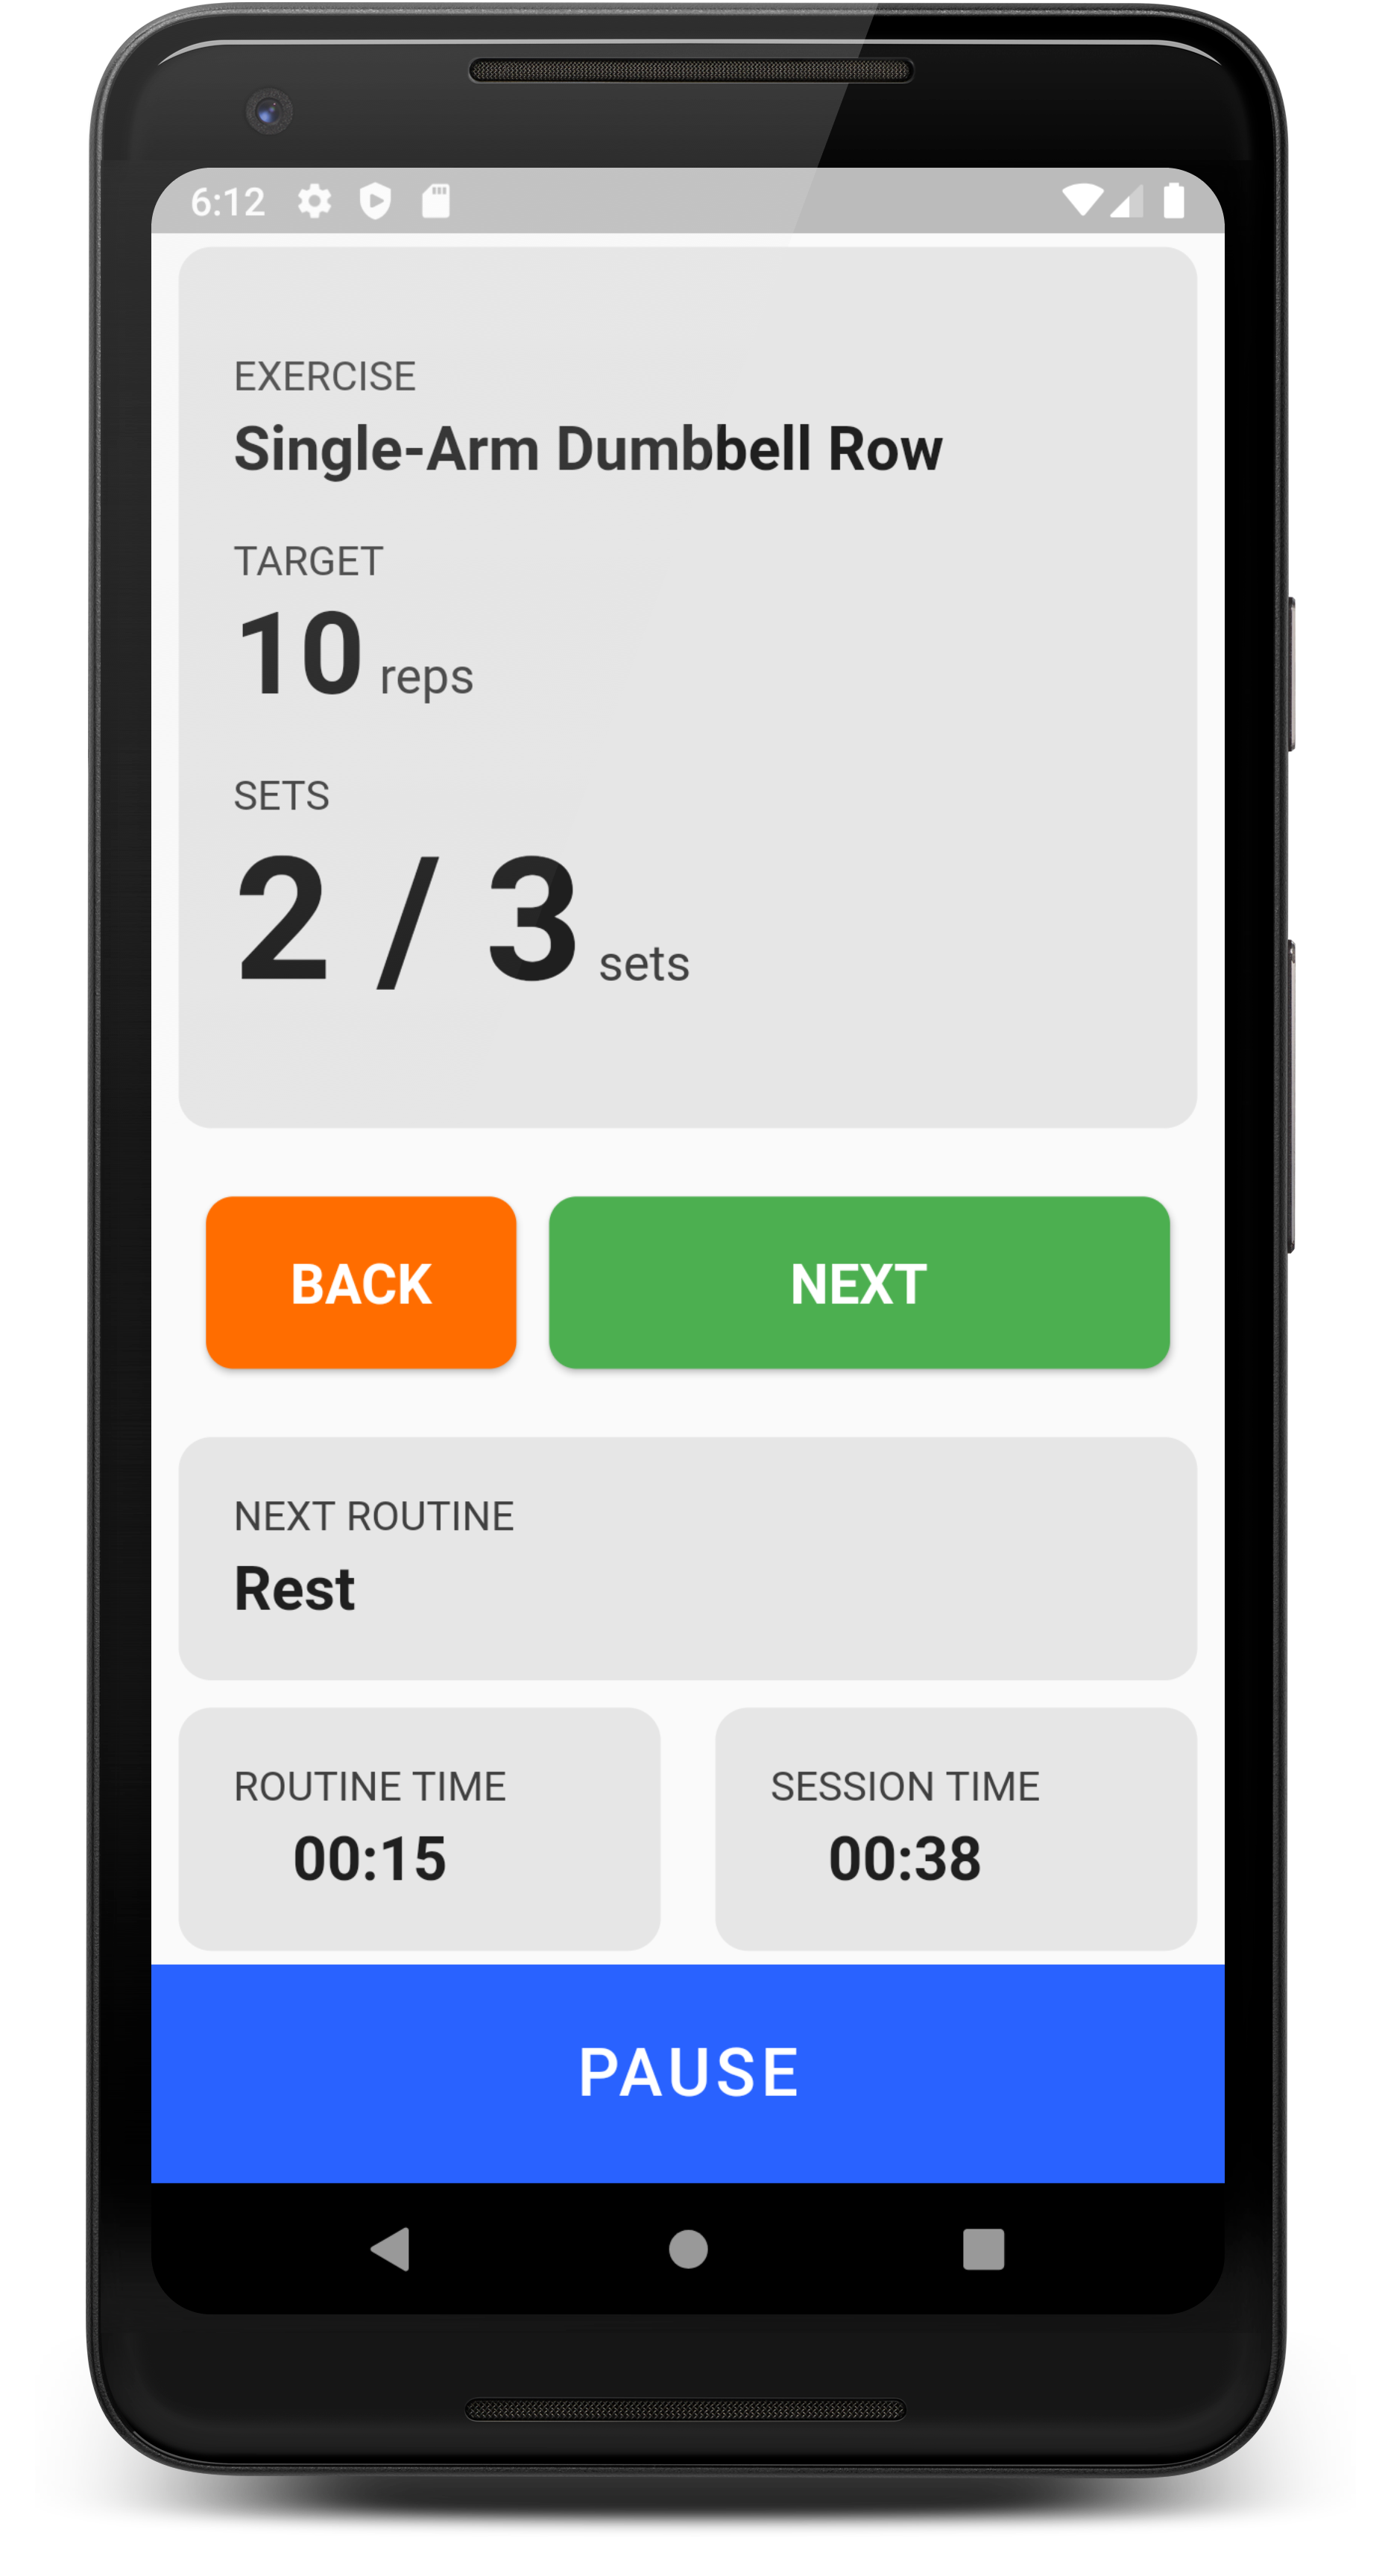 6:12
EXERCISE
Single-Arm Dumbbell Row
TARGET
10 reps
SETS
2 / 3 sets
BACK NEXT
NEXT ROUTINE
Rest
ROUTINE TIME SESSION TIME
00:15 00:38
PAUSE